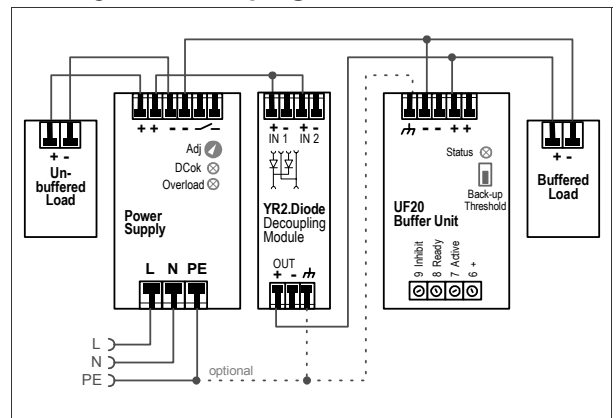 + -
Un-
buffered
Load
+ + - -
Adj
DCok
Overload
Power
Supply
L N PE
+ - + -
IN 1 IN 2
YR2.Diode
Decoupling
Module
OUT
+ -
- - + +
Status
Back-up
Threshold
UF20
Buffer Unit
9 Inhibit
8 Ready
7 Active
6 +
+ -
Buffered
Load
L
N
PE
optional